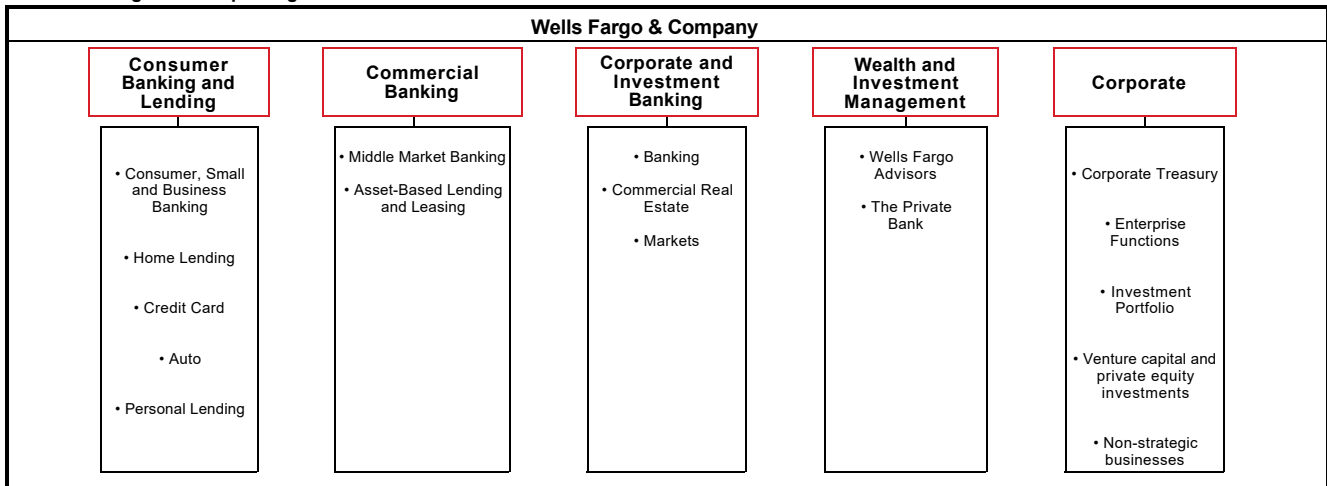 Wells Fargo & Company
Consumer
Banking and
Lending
• Consumer, Small
and Business
Banking
• Home Lending
• Credit Card
• Auto
• Personal Lending
Commercial
Banking
• Middle Market Banking
• Asset-Based Lending
and Leasing
Corporate and
Investment
Banking
• Banking
• Commercial Real
Estate
• Markets
Wealth and
Investment
Management
• Wells Fargo
Advisors
• The Private
Bank
Corporate
• Corporate Treasury
• Enterprise
Functions
• Investment
Portfolio
• Venture capital and
private equity
investments
• Non-strategic
businesses